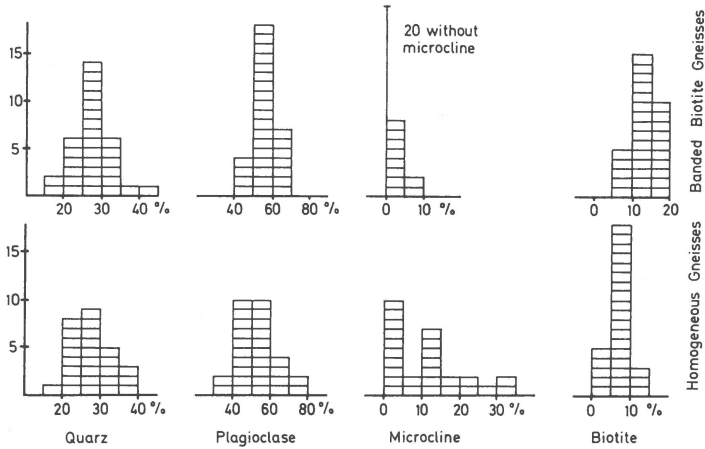 20 without
microcline
15
10
5
20 30 40 %
40 60 80 %
10 %
0 10 20
Banded Biotite Gneisses
15
10
5
20 30 40 %
40 60 80 %
0 10 20 30 %
0 10 %
Homogeneous Gneisses
Quarz Plagioclase Microcline Biotite